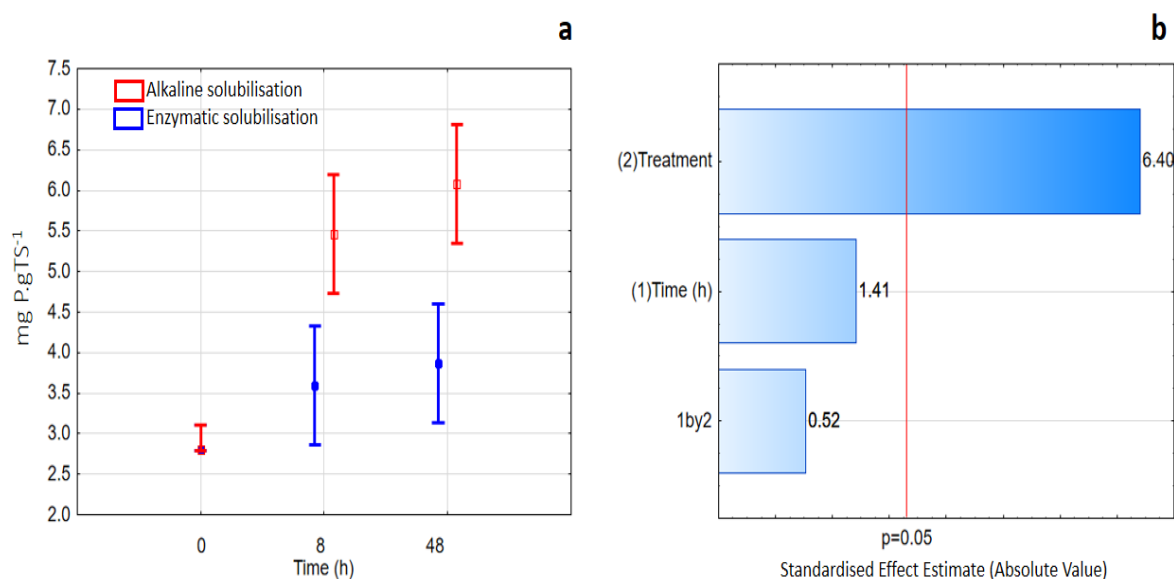 a
7.5
7.0
6.5
6.0
5.5
5.0
4.5
4.0
3.5
3.0
2.5
2.0
mg P.gTS-1
Alkaline solubilisation
Enzymatic solubilisation
0 8 48
Time (h)
b
(2)Treatment
6.40
(1)Time (h)
1.41
1by2
0.52
p=0.05
Standardised Effect Estimate (Absolute Value)